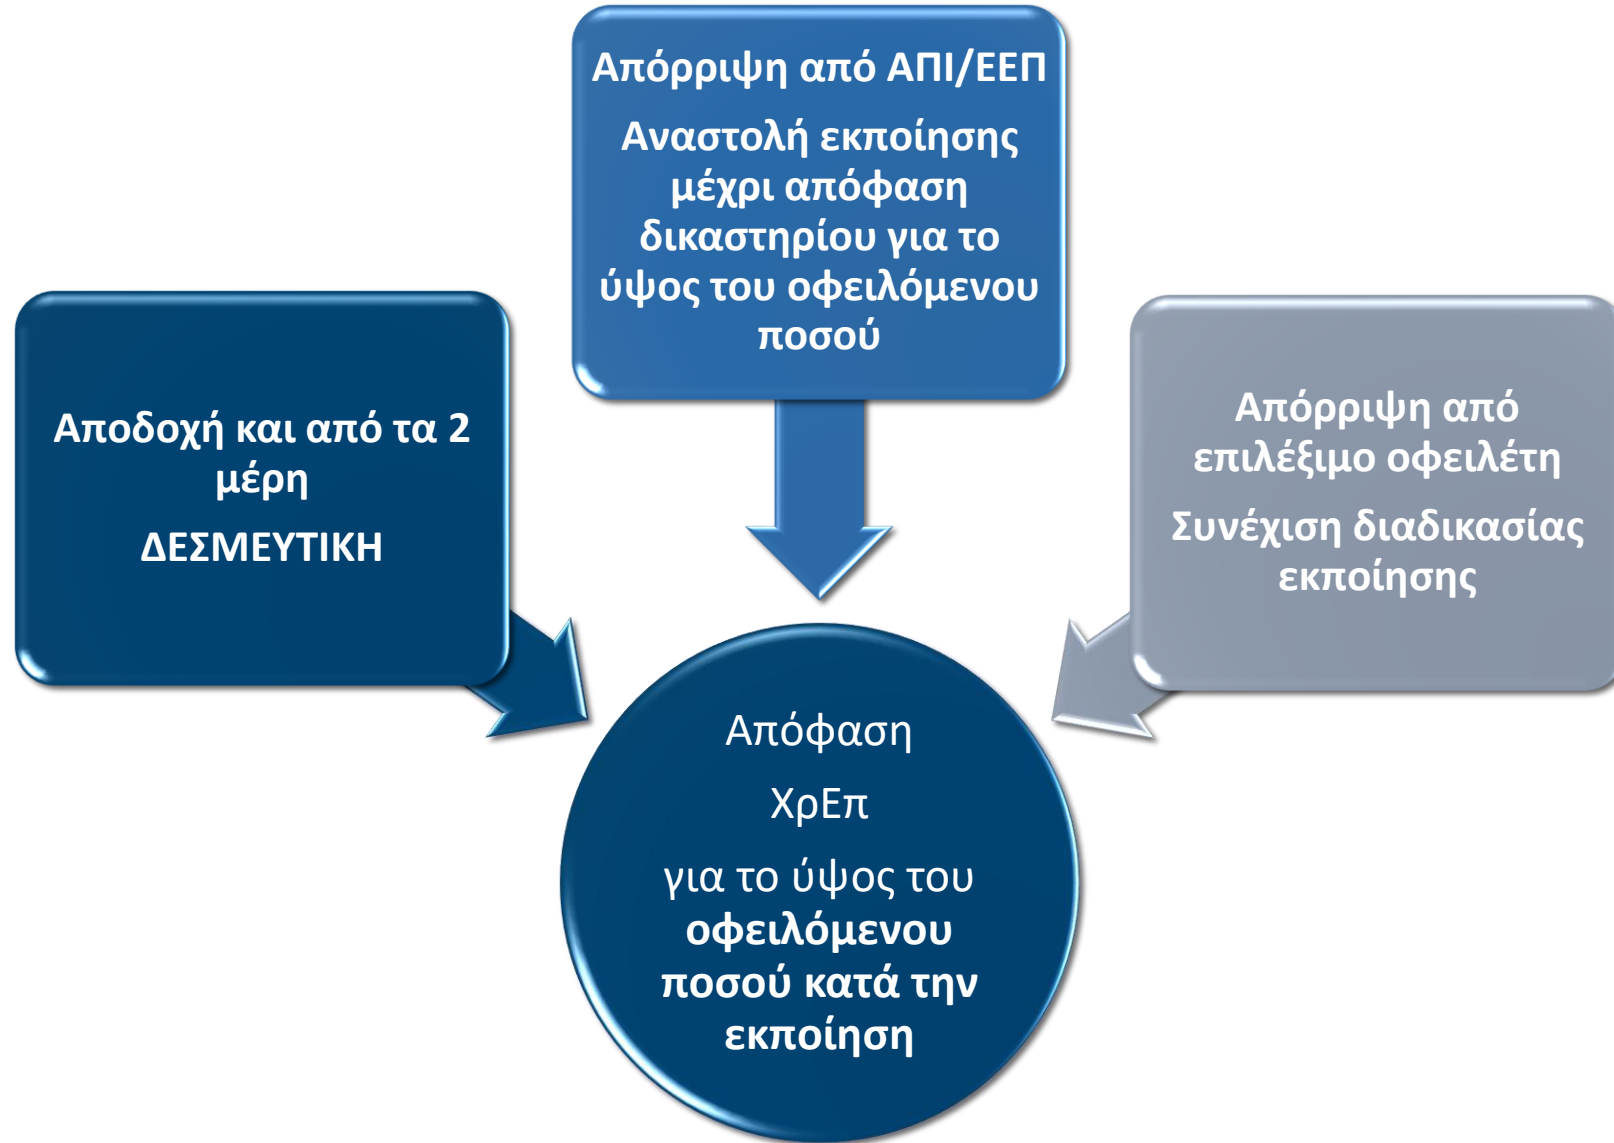 Απόρριψη από ΑΠΙ/ΕΕΠ
Αναστολή εκποίησης
μέχρι απόφαση
δικαστηρίου για το
ύψος του οφειλόμενου
ποσού
Αποδοχή και από τα 2
μέρη
ΔΕΣΜΕΥΤΙΚΗ
Απόρριψη από
επιλέξιμο οφειλέτη
Συνέχιση διαδικασίας
εκποίησης
Απόφαση
ΧρΕπ
για το ύψος του
οφειλόμενου
ποσού κατά την
εκποίηση